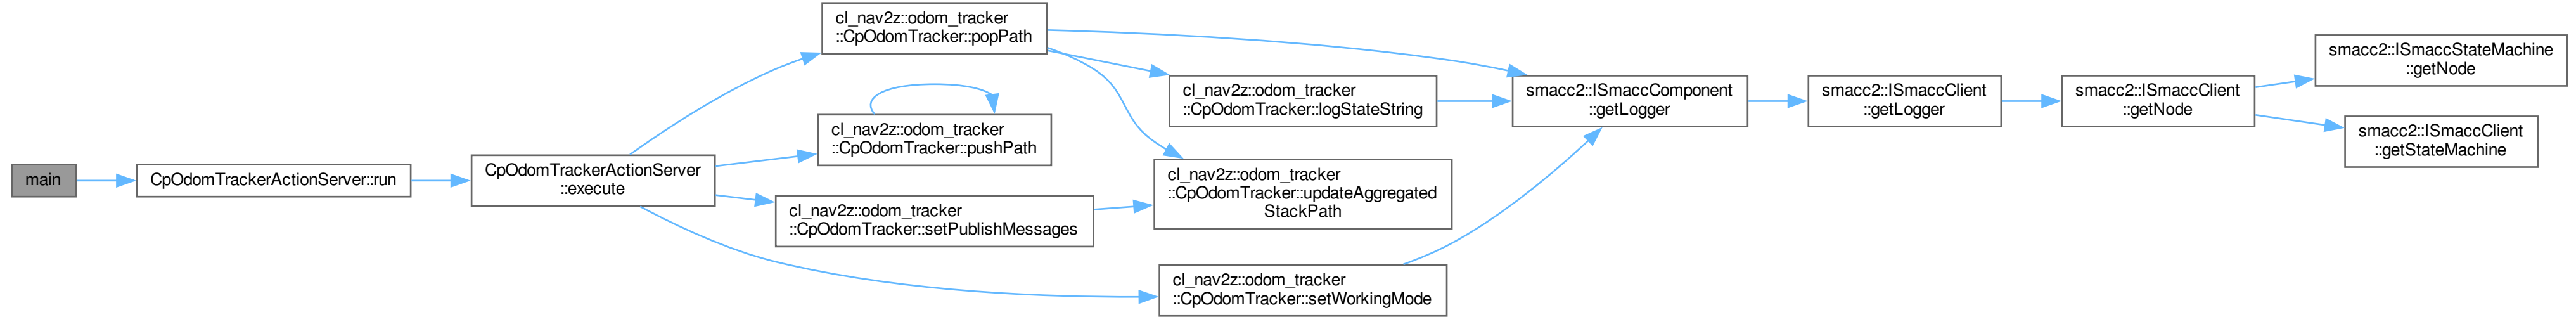 main
CpOdomTrackerActionServer::run
CpOdomTrackerActionServer
::execute
cl_nav2z::odom_tracker
::CpOdomTracker::popPath
cl_nav2z::odom_tracker
::CpOdomTracker::pushPath
cl_nav2z::odom_tracker
::CpOdomTracker::setPublishMessages
cl_nav2z::odom_tracker
::CpOdomTracker::logStateString
cl_nav2z::odom_tracker
::CpOdomTracker::updateAggregated
StackPath
cl_nav2z::odom_tracker
::CpOdomTracker::setWorkingMode
smacc2::ISmaccComponent
::getLogger
smacc2::ISmaccClient
::getLogger
smacc2::ISmaccClient
::getNode
smacc2::ISmaccStateMachine
::getNode
smacc2::ISmaccClient
::getStateMachine